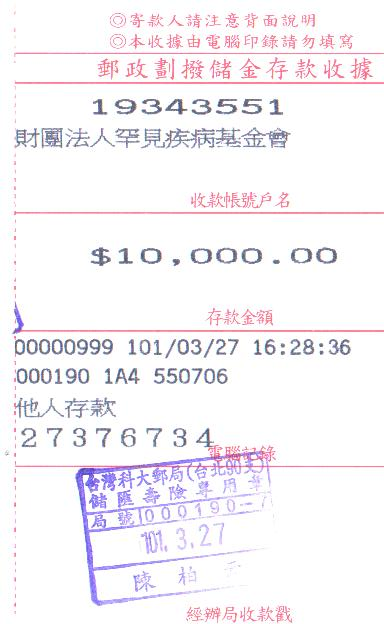 ◎寄款人請注意背面說明
◎本收據由電腦印錄請勿填寫
郵政劃撥儲金存款收據
19343551
財團法人罕見疾病基金會
收款帳號戶名
$10,000.00
存款金額
00000999 101/03/27 16:28:36
000190 1A4 550706
他人存款
27376734
電腦記錄
台灣科大郵局(台北90支)
儲匯壽險專用章
局號000190-7
101.3.27
陳柏
經辦局收款戳